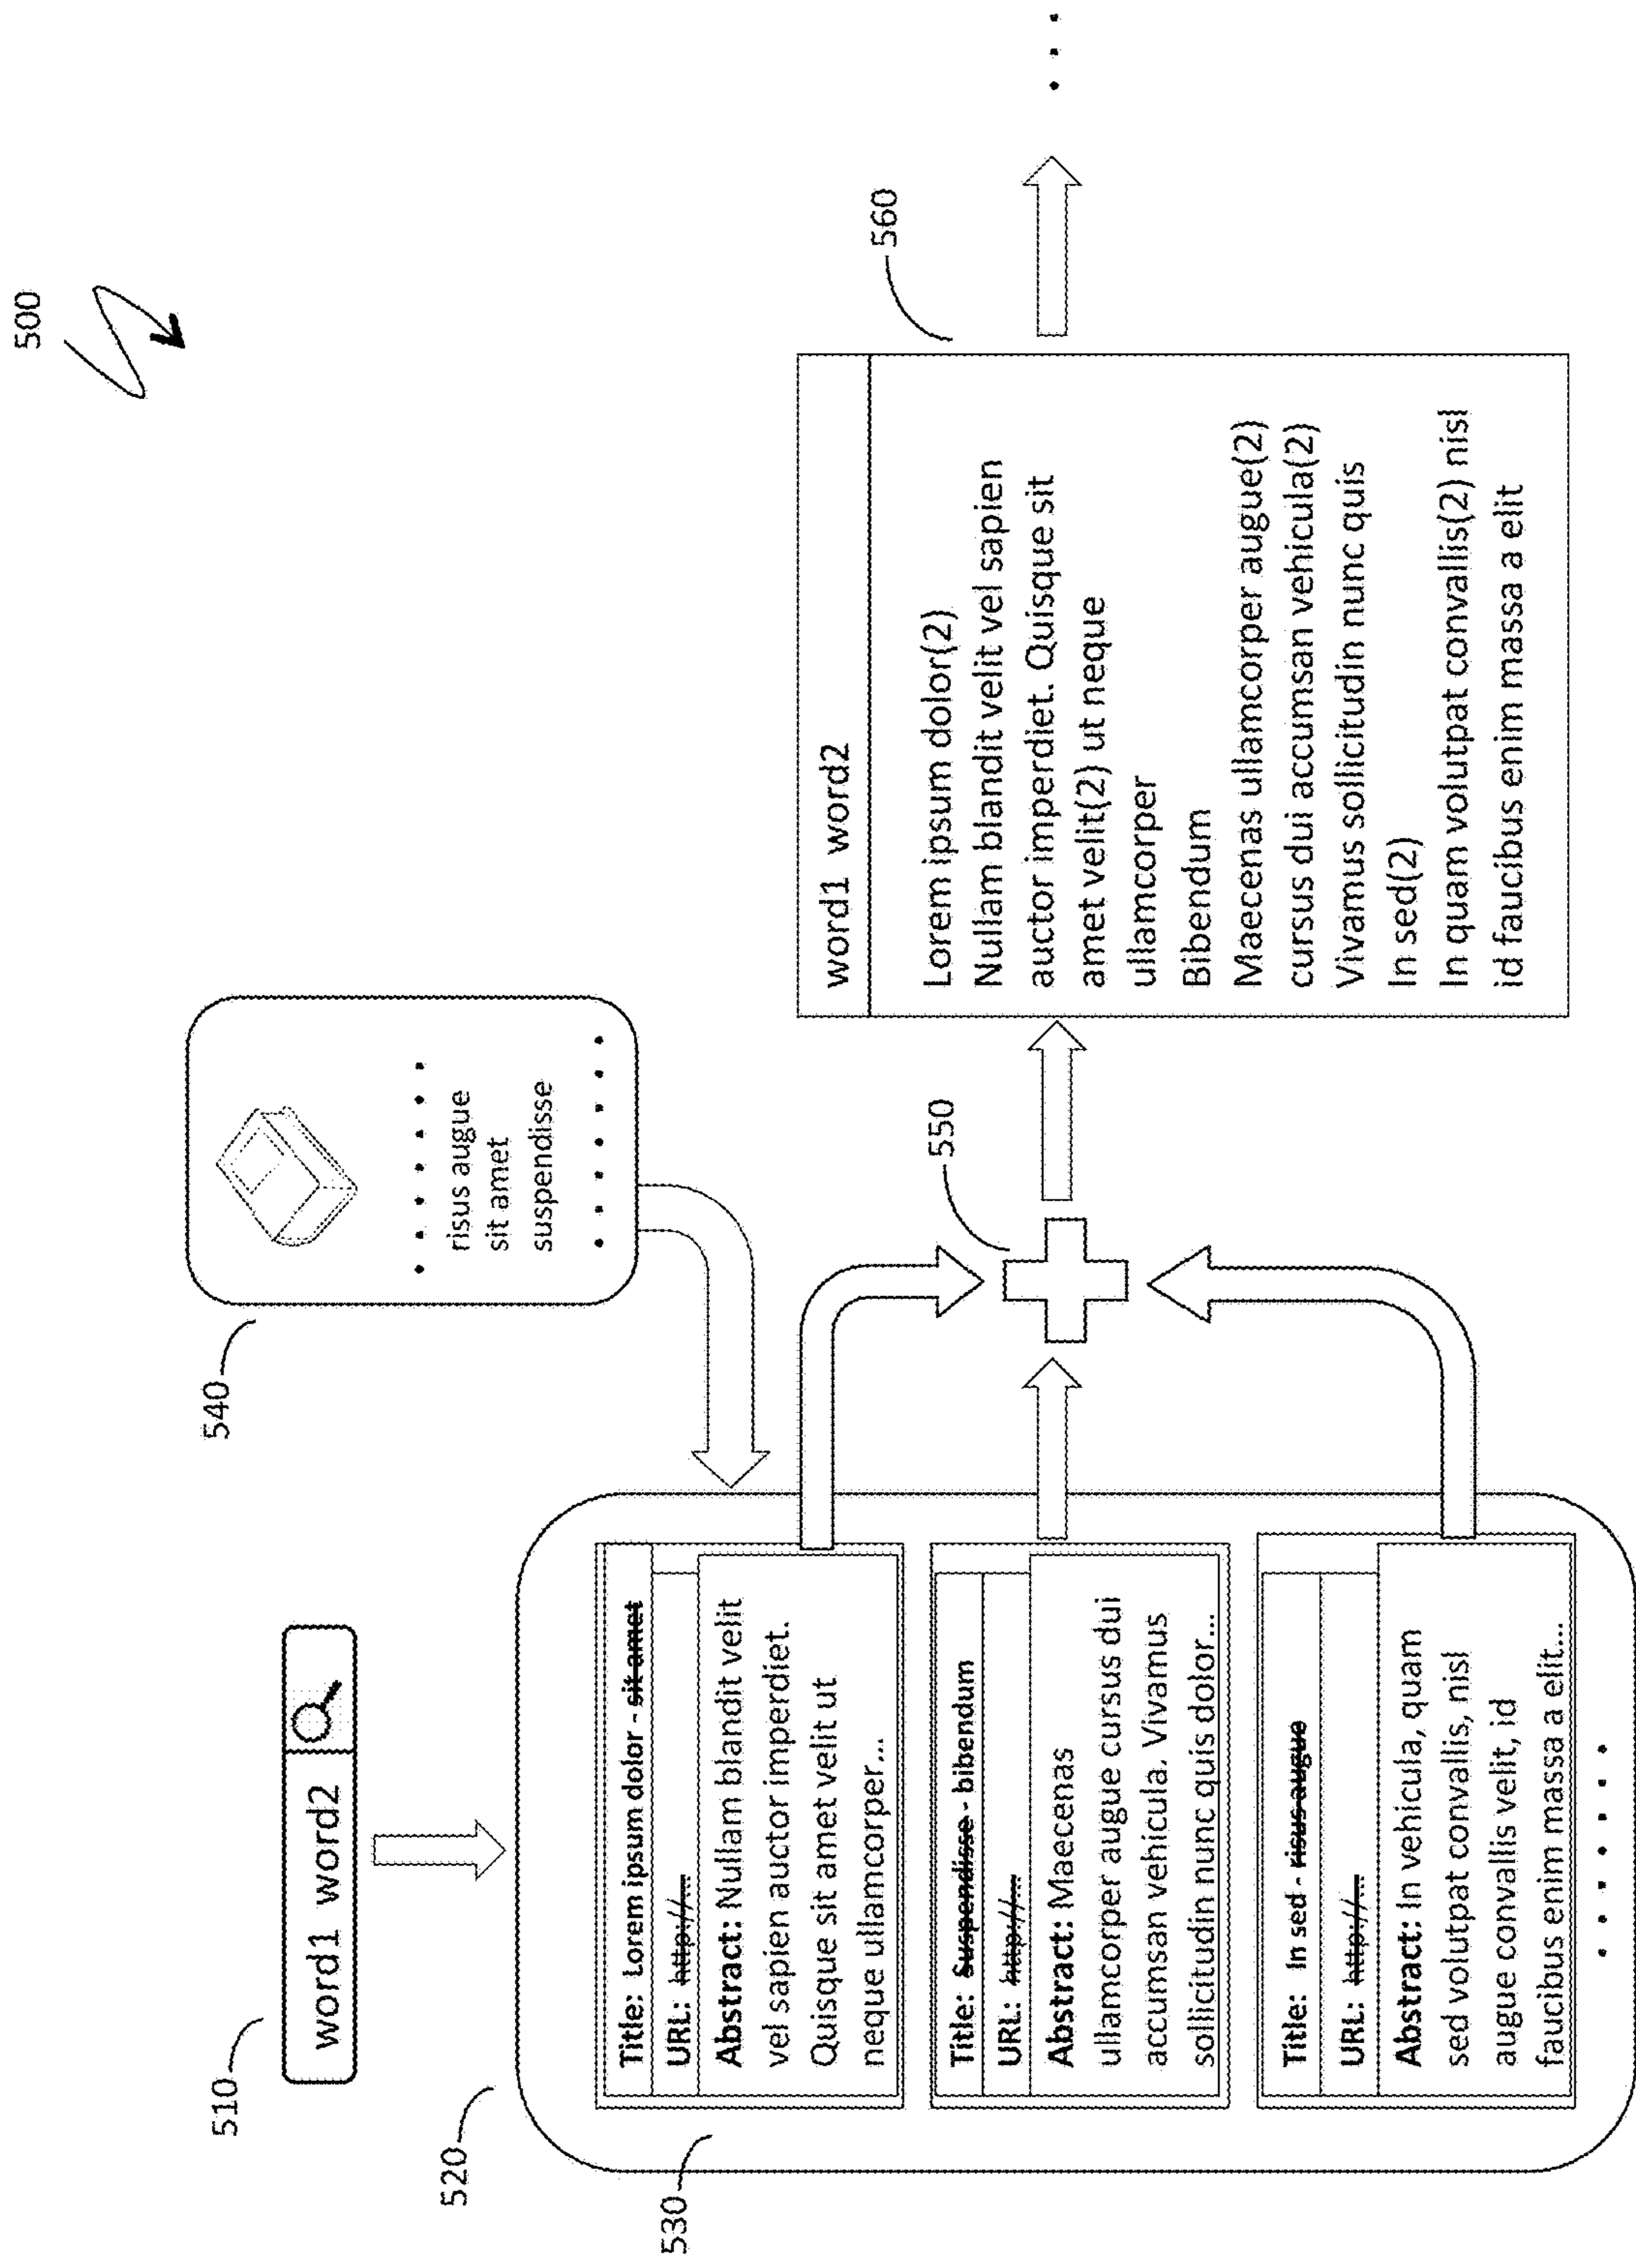 500
510
word1 word2
520
530
Title: Lorem ipsum dolor - sit amet
URL: http://...
Abstract: Nullam blandit velit
vel sapien auctor imperdiet.
Quisque sit amet velit ut
neque ullamcorper...
Title: Suspendisse - bibendum
URL: http://...
Abstract: Maecenas
ullamcorper augue cursus dui
accumsan vehicula. Vivamus
sollicitudin nunc quis dolor...
Title: In sed - risus augue
URL: http://...
Abstract: In vehicula, quam
sed volutpat convallis, nisl
augue convallis velit, id
faucibus enim massa a elit...
540
risus augue
sit amet
suspendisse
550
560
word1 word2
Lorem ipsum dolor(2)
Nullam blandit velit vel sapien
auctor imperdiet. Quisque sit
amet velit(2) ut neque
ullamcorper
Bibendum
Maecenas ullamcorper augue(2)
cursus dui accumsan vehicula(2)
Vivamus sollicitudin nunc quis
In sed(2)
In quam volutpat convallis(2) nisl
id faucibus enim massa a elit